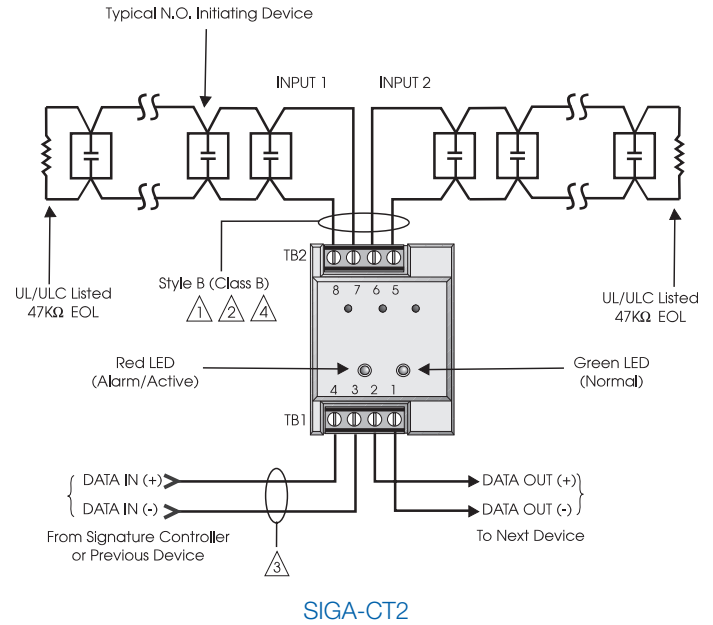 Typical N.O. Initiating Device
INPUT 1
INPUT 2
TB2
8 7 6 5
Style B (Class B)
1 2 4
UL/ULC Listed
47KΩ EOL
UL/ULC Listed
47KΩ EOL
Red LED
(Alarm/Active)
Green LED
(Normal)
4 3 2 1
TB1
DATA IN (+)
DATA OUT (+)
DATA IN (-)
DATA OUT (-)
From Signature Controller
or Previous Device
To Next Device
3
SIGA-CT2